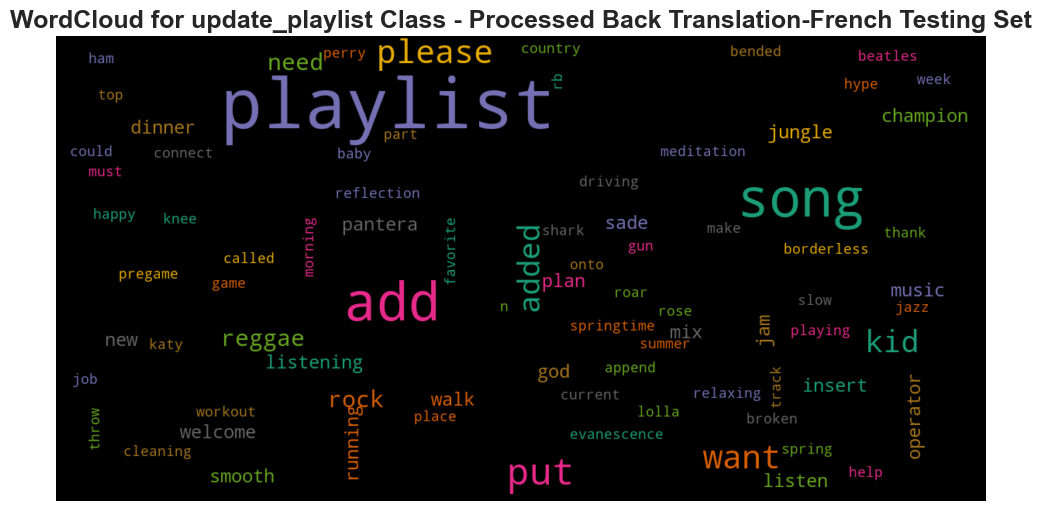 WordCloud for update_playlist Class - Processed Back Translation-French Testing Set
ham
need
perry
please
country
rb
bended
beatles
hype
week
top
playlist
dinner
part
jungle
champion
could
connect
baby
meditation
must
driving
reflection
song
happy
knee
morning
pantera
favorite
added
shark
sade
make
thank
gun
borderless
called
pregame
game
onto
plan
roar
music
add
n
rose
slow
jazz
springtime
mix
jam
playing
kid
new
katy
reggae
summer
listening
god
append
job
current
relaxing
track
insert
operator
throw
workout
rock
walk
place
lolla
broken
welcome
running
evanescence
cleaning
want
spring
smooth
put
listen
help